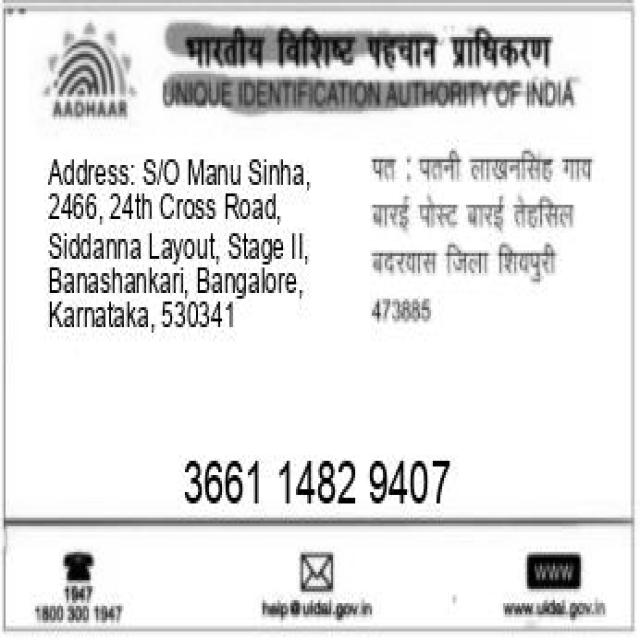 भारतीय विशिष्ट पहचान प्राधिकरण
AADHAAR
UNIQUE IDENTIFICATION AUTHORITY OF INDIA
Address: S/O Manu Sinha,
2466, 24th Cross Road,
Siddanna Layout, Stage II,
Banashankari, Bangalore,
Karnataka, 530341
पत : पतनी लाखनसिंह गाय
बारई पोस्ट बारई तेहसिल
बदरवास जिला शिवपुरी
473885
3661 1482 9407
1947
1800 300 1947
help@uidai.gov.in
www
www.uidai.gov.in